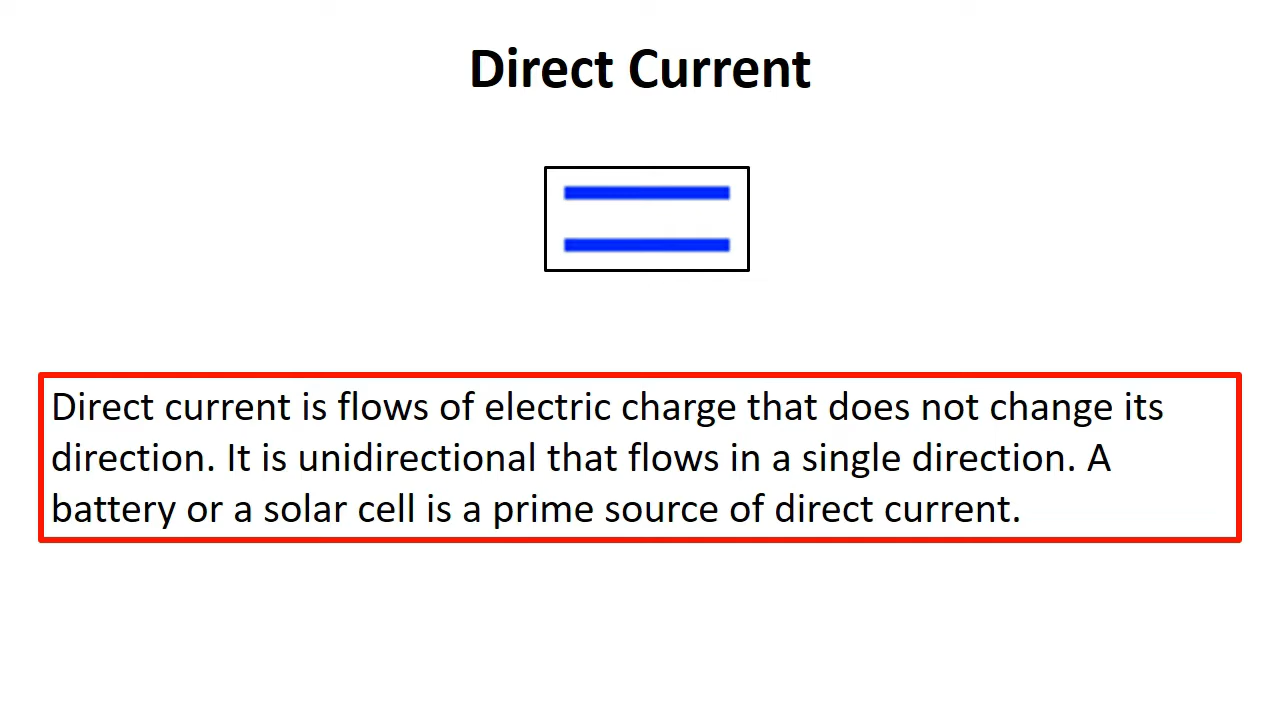 Direct Current
Direct current is flows of electric charge that does not change its
direction. It is unidirectional that flows in a single direction. A
battery or a solar cell is a prime source of direct current.